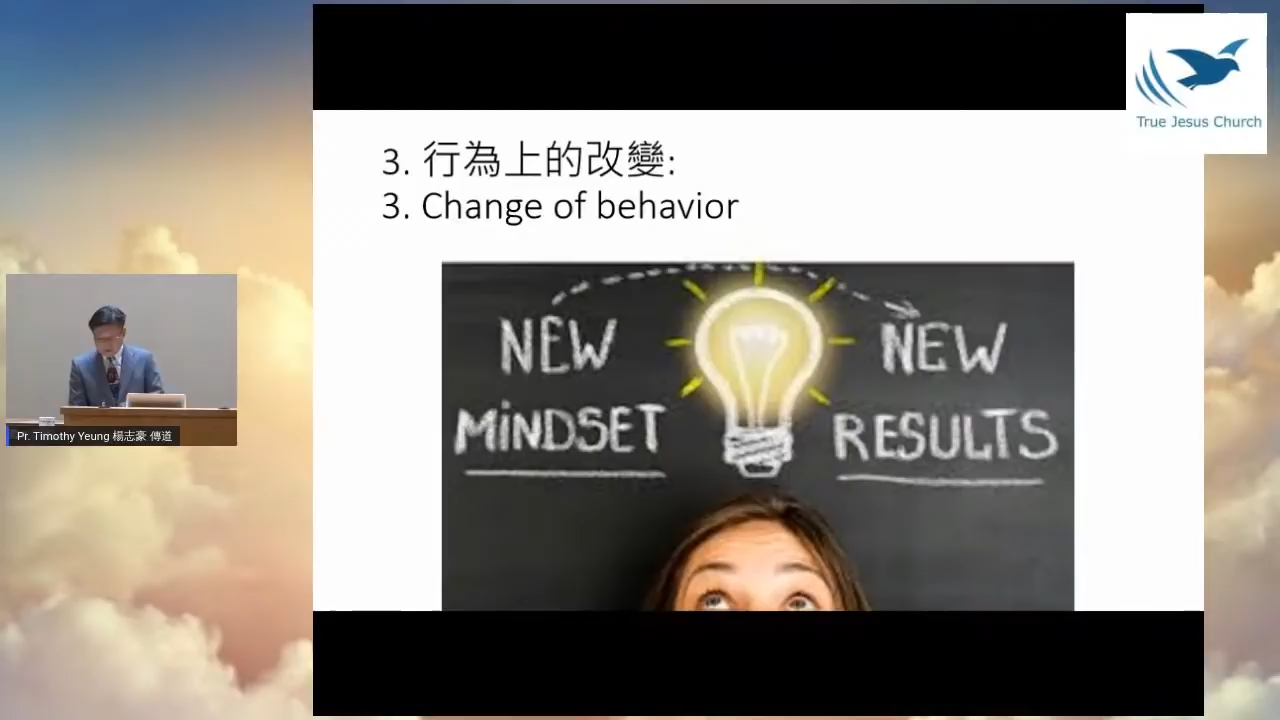 True Jesus Church
3. 行為上的改變:
3. Change of behavior
NEW
MiNDSET
NEW
RESULTS
Pr. Timothy Yeung 楊志豪 傳道